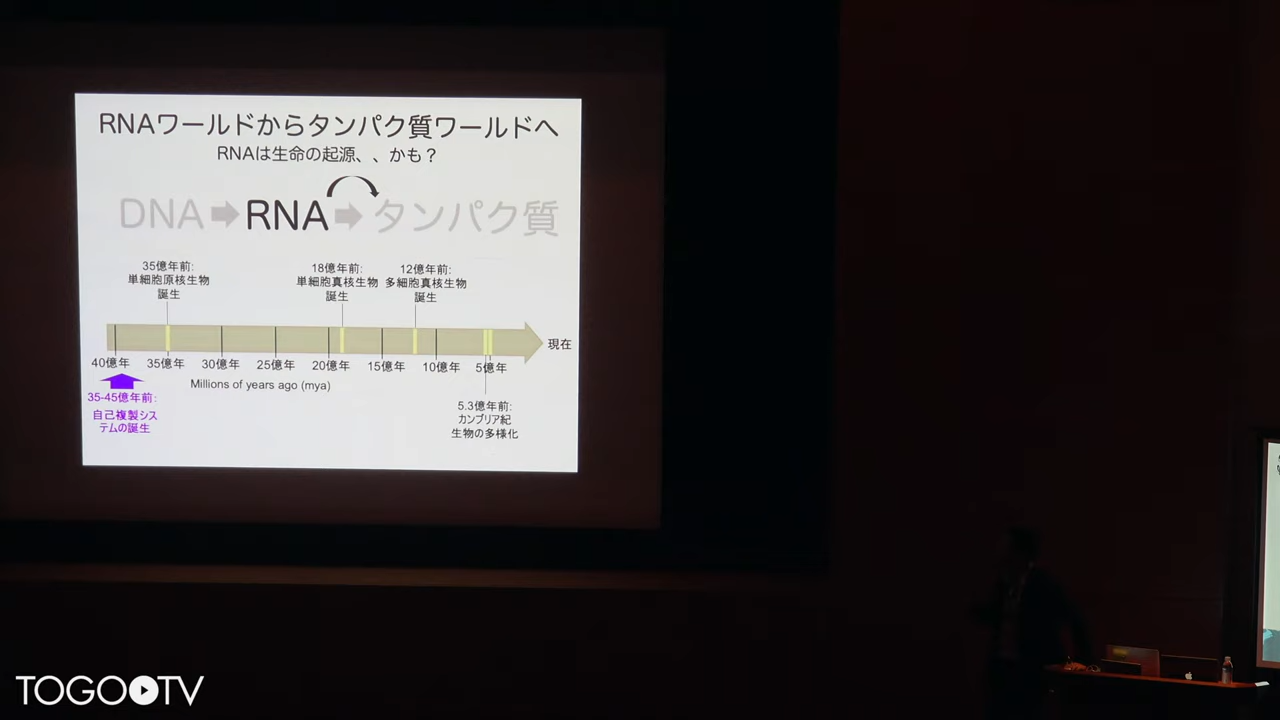 RNAワールドからタンパク質ワールドへ
RNAは生命の起源、、かも？
DNA RNA タンパク質
35億年前:
単細胞原核生物
誕生
18億年前:
単細胞真核生物
誕生
12億年前:
多細胞真核生物
誕生
現在
40億年 35億年 30億年 25億年 20億年 15億年 10億年 5億年
Millions of years ago (mya)
35-45億年前:
自己複製シス
テムの誕生
5.3億年前:
カンブリア紀
生物の多様化
TOGOTV